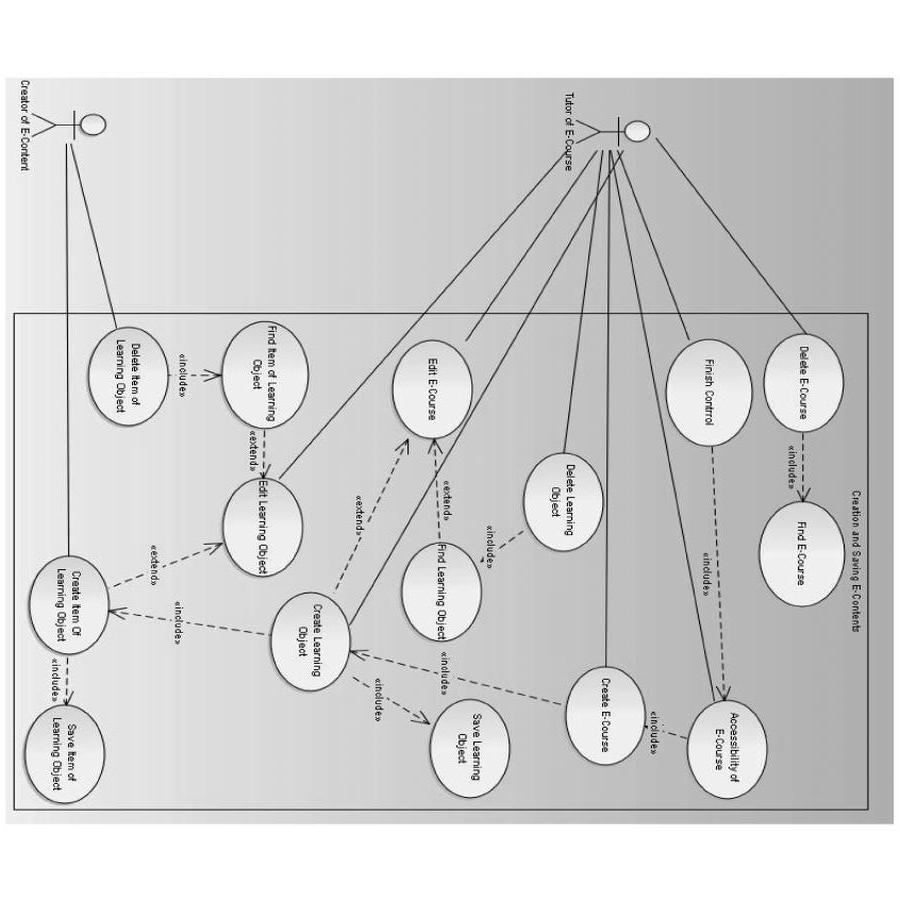 Creation and Saving E-Contents
Delete E-Course
«include»
Find E-Course
Finish Contrrol
«include»
Accessibility of
E-Course
«include»
Create E-Course
Tutor of E-Course
Delete Learning
Object
«include»
Save Learning
Object
Edit E-Course
«extend»
Find Learning Object
«include»
«include»
«extend»
Create Learning
Object
Find Item of Learning
Object
«extend»
Edit Learning Object
«include»
«include»
«extend»
Delete Item of
Learning Object
Create Item Of
Learning Object
«include»
Save Item of
Learning Object
Creator of E-Content